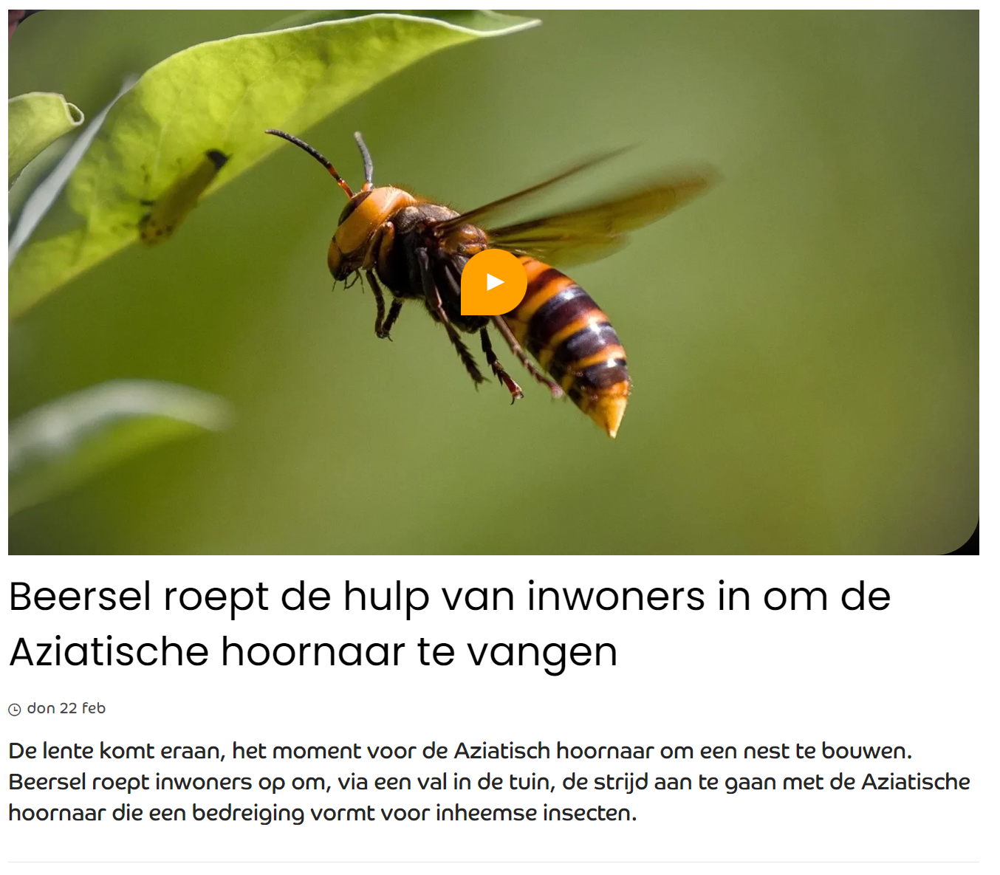 Beersel roept de hulp van inwoners in om de
Aziatische hoornaar te vangen
don 22 feb
De lente komt eraan, het moment voor de Aziatisch hoornaar om een nest te bouwen.
Beersel roept inwoners op om, via een val in de tuin, de strijd aan te gaan met de Aziatische
hoornaar die een bedreiging vormt voor inheemse insecten.